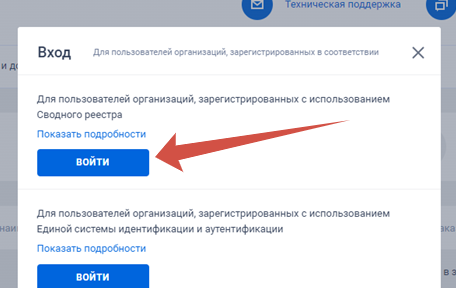 Техническая поддержка
и до
Вход
Для пользователей организаций, зарегистрированных в соответствии
Для пользователей организаций, зарегистрированных с использованием
Сводного реестра
Показать подробности
ВОЙТИ
Для пользователей организаций, зарегистрированных с использованием
Единой системы идентификации и аутентификации
Показать подробности
ВОЙТИ